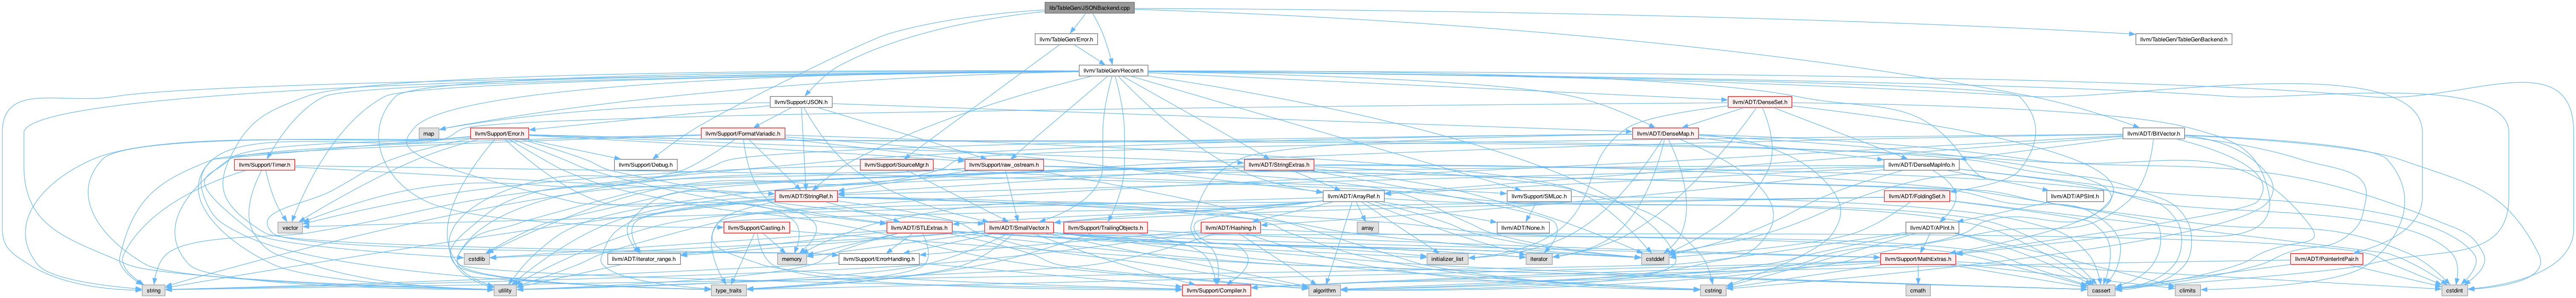 lib/TableGen/JSONBackend.cpp
llvm/TableGen/Error.h
llvm/TableGen/TableGenBackend.h
llvm/TableGen/Record.h
llvm/Support/JSON.h
llvm/ADT/DenseSet.h
map
llvm/Support/Error.h
llvm/Support/FormatVariadic.h
llvm/ADT/DenseMap.h
llvm/ADT/BitVector.h
llvm/Support/Timer.h
llvm/Support/Debug.h
llvm/Support/SourceMgr.h
llvm/Support/raw_ostream.h
llvm/ADT/StringExtras.h
llvm/ADT/DenseMapInfo.h
llvm/ADT/StringRef.h
llvm/ADT/ArrayRef.h
llvm/Support/SMLoc.h
llvm/ADT/FoldingSet.h
llvm/ADT/APSInt.h
vector
llvm/Support/Casting.h
llvm/ADT/STLExtras.h
llvm/ADT/SmallVector.h
llvm/Support/TrailingObjects.h
llvm/ADT/Hashing.h
array
llvm/ADT/None.h
llvm/ADT/APInt.h
cstdlib
llvm/ADT/iterator_range.h
memory
llvm/Support/ErrorHandling.h
initializer_list
iterator
cstddef
llvm/Support/MathExtras.h
llvm/ADT/PointerIntPair.h
string
utility
type_traits
llvm/Support/Compiler.h
algorithm
cstring
cmath
cassert
climits
cstdint